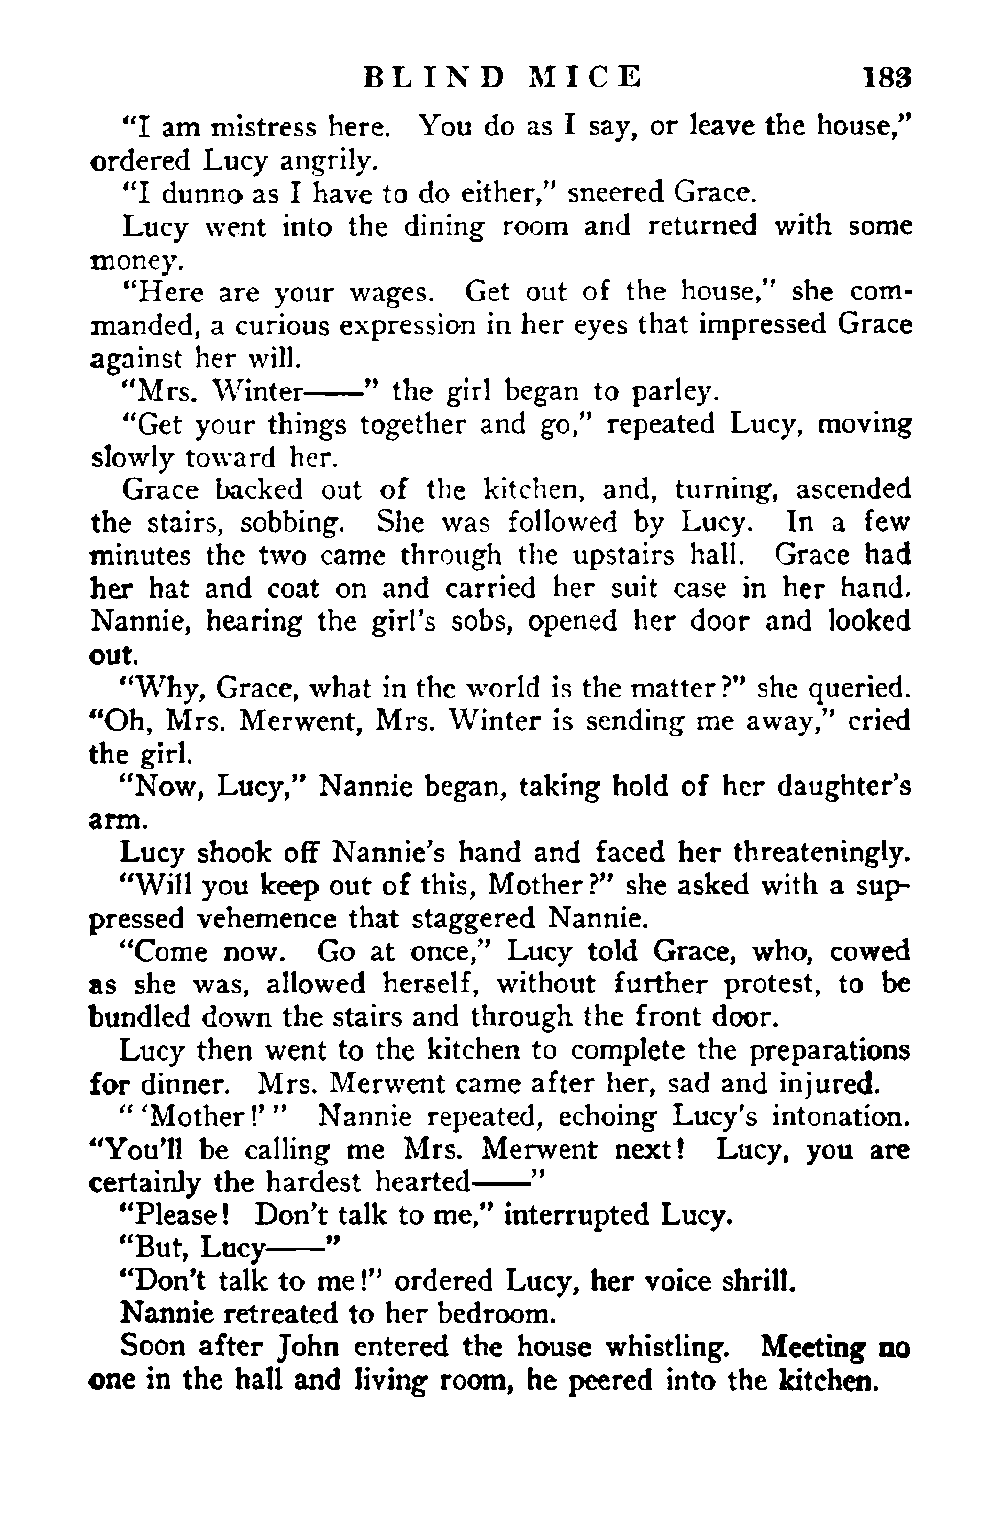 BLIND MICE 183
“I am mistress here. You do as I say, or leave the house,”
ordered Lucy angrily.
“I dunno as I have to do either,” sneered Grace.
Lucy went into the dining room and returned with some
money.
“Here are your wages. Get out of the house,” she com-
manded, a curious expression in her eyes that impressed Grace
against her will.
“Mrs. Winter——” the girl began to parley.
“Get your things together and go,” repeated Lucy, moving
slowly toward her.
Grace backed out of the kitchen, and, turning, ascended
the stairs, sobbing. She was followed by Lucy. In a few
minutes the two came through the upstairs hall. Grace had
her hat and coat on and carried her suit case in her hand.
Nannie, hearing the girl’s sobs, opened her door and looked
out.
“Why, Grace, what in the world is the matter?” she queried.
“Oh, Mrs. Merwent, Mrs. Winter is sending me away,” cried
the girl.
“Now, Lucy,” Nannie began, taking hold of her daughter’s
arm.
Lucy shook off Nannie’s hand and faced her threateningly.
“Will you keep out of this, Mother?” she asked with a sup-
pressed vehemence that staggered Nannie.
“Come now. Go at once,” Lucy told Grace, who, cowed
as she was, allowed herself, without further protest, to be
bundled down the stairs and through the front door.
Lucy then went to the kitchen to complete the preparations
for dinner. Mrs. Merwent came after her, sad and injured.
“ ‘Mother!’ ” Nannie repeated, echoing Lucy’s intonation.
“You’ll be calling me Mrs. Merwent next! Lucy, you are
certainly the hardest hearted——”
“Please! Don’t talk to me,” interrupted Lucy.
“But, Lucy——”
“Don’t talk to me!” ordered Lucy, her voice shrill.
Nannie retreated to her bedroom.
Soon after John entered the house whistling. Meeting no
one in the hall and living room, he peered into the kitchen.